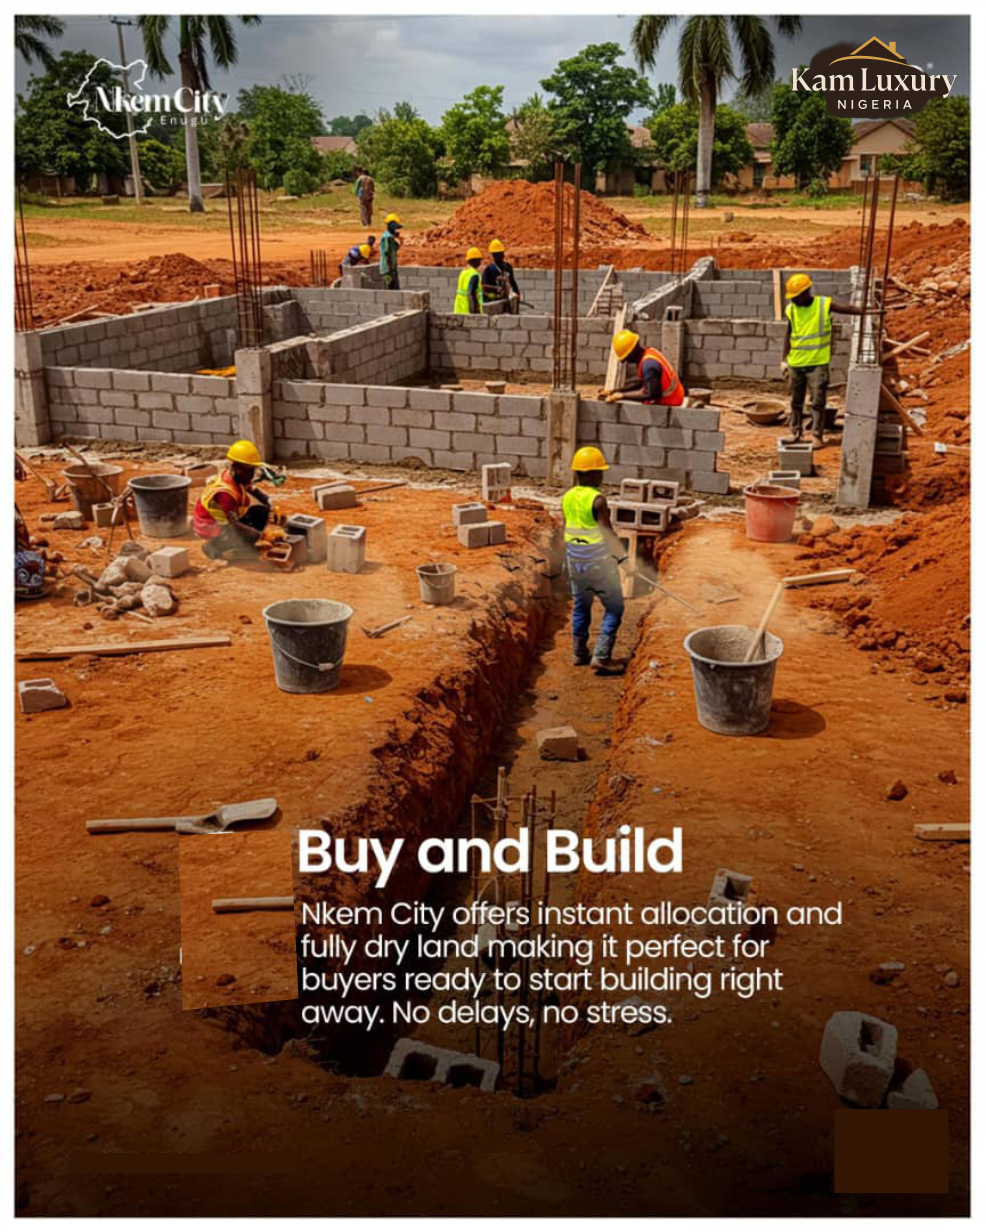 Nkem City
Enugu
Kam Luxury
NIGERIA
Buy and Build
Nkem City offers instant allocation and
fully dry land making it perfect for
buyers ready to start building right
away. No delays, no stress.